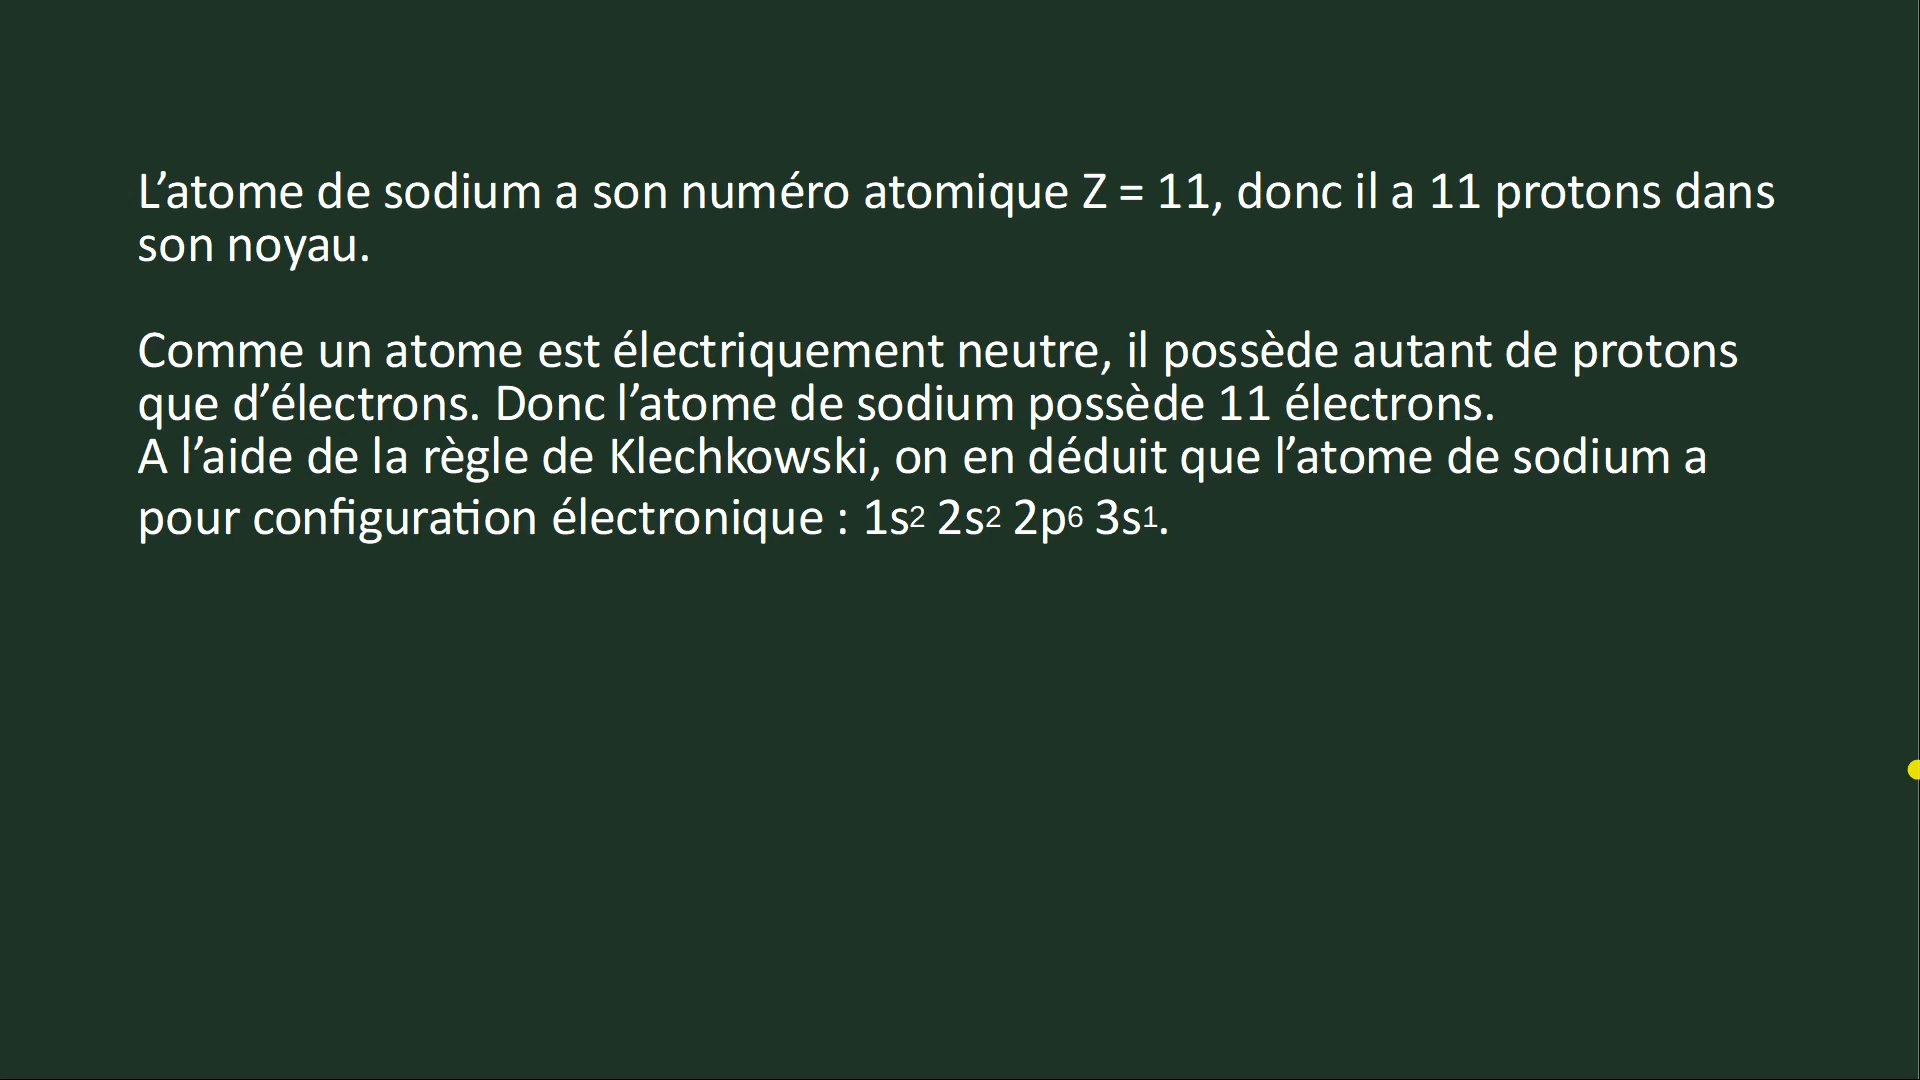 L’atome de sodium a son numéro atomique Z = 11, donc il a 11 protons dans
son noyau.
Comme un atome est électriquement neutre, il possède autant de protons
que d’électrons. Donc l’atome de sodium possède 11 électrons.
A l’aide de la règle de Klechkowski, on en déduit que l’atome de sodium a
pour configuration électronique : 1s² 2s² 2p⁶ 3s¹.